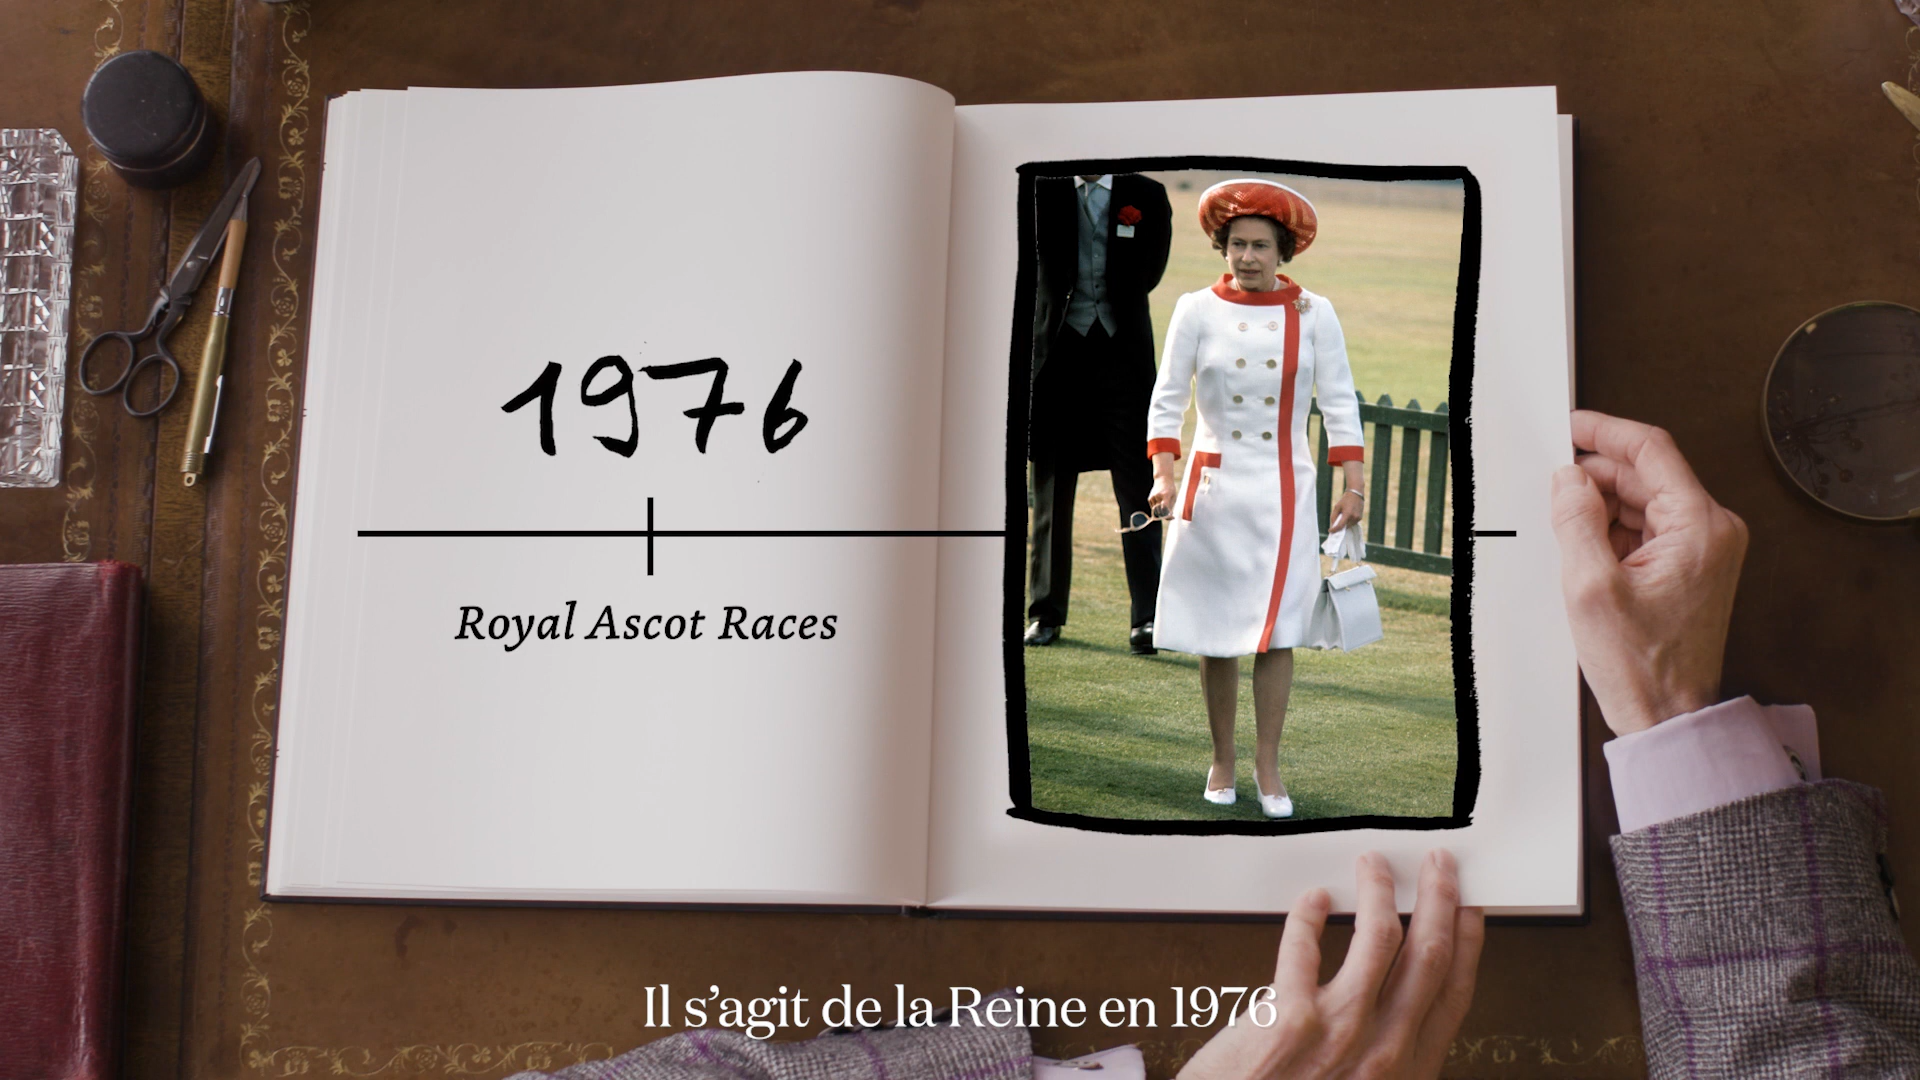 1976
Royal Ascot Races
Il s’agit de la Reine en 1976